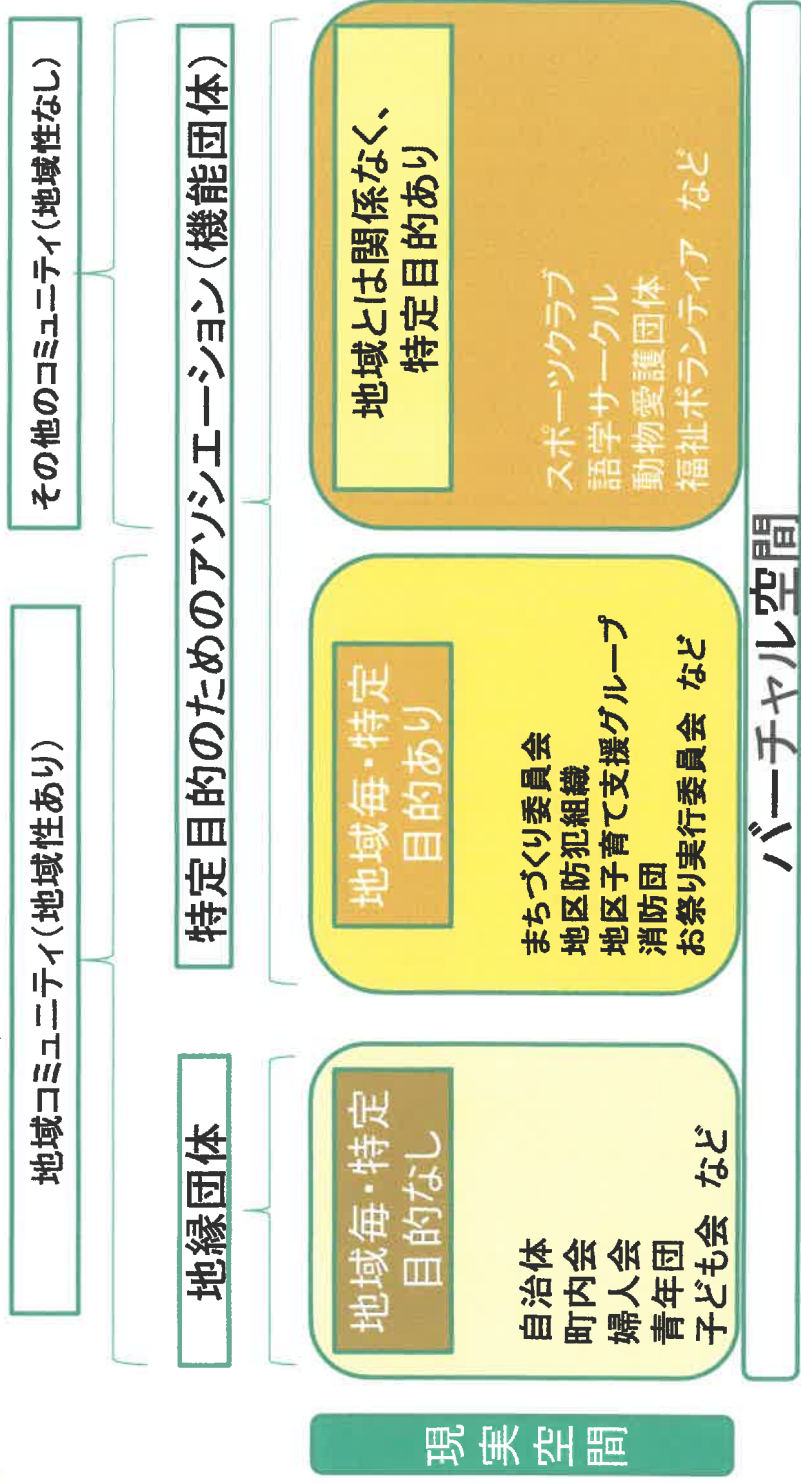 地域コミュニティ(地域性あり)
その他のコミュニティ(地域性なし)
地縁団体
特定目的のためのアソシエーション(機能団体)
現実空間
地域毎・特定
目的なし
自治体
町内会
婦人会
青年団
子ども会 など
地域毎・特定
目的あり
まちづくり委員会
地区防犯組織
地区子育て支援グループ
消防団
お祭り実行委員会 など
地域とは関係なく、
特定目的あり
スポーツクラブ
語学サークル
動物愛護団体
福祉ボランティア など
バーチャル空間